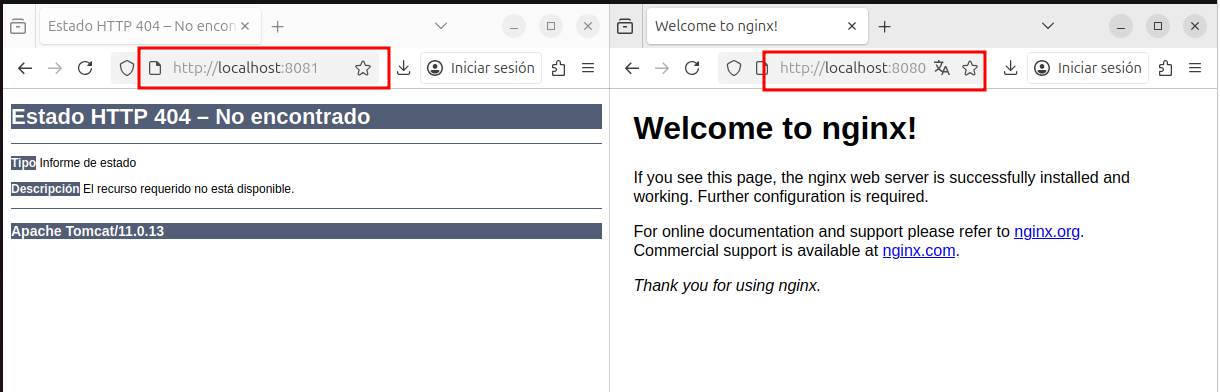 Estado HTTP 404 – No encon
http://localhost:8081
Iniciar sesión
Estado HTTP 404 – No encontrado
Tipo Informe de estado
Descripción El recurso requerido no está disponible.
Apache Tomcat/11.0.13
Welcome to nginx!
http://localhost:8080
Iniciar sesión
Welcome to nginx!
If you see this page, the nginx web server is successfully installed and
working. Further configuration is required.
For online documentation and support please refer to nginx.org.
Commercial support is available at nginx.com.
Thank you for using nginx.